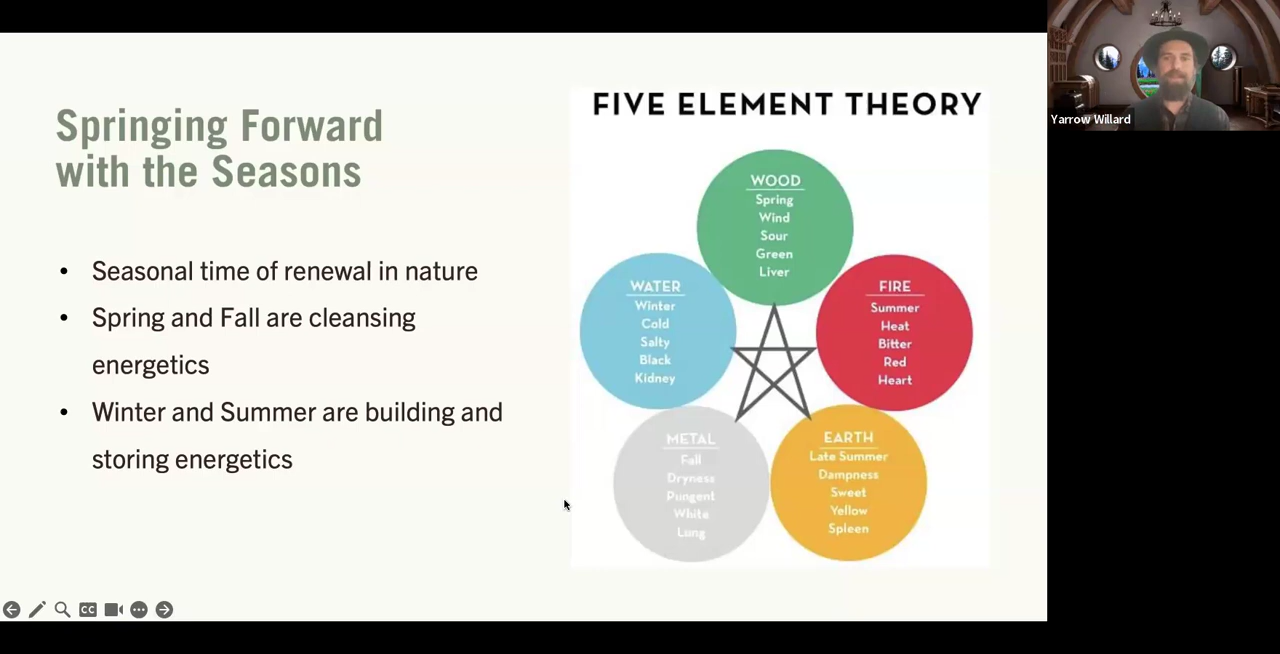 Springing Forward
with the Seasons
• Seasonal time of renewal in nature
• Spring and Fall are cleansing
energetics
• Winter and Summer are building and
storing energetics
FIVE ELEMENT THEORY
WOOD
Spring
Wind
Sour
Green
Liver
FIRE
Summer
Heat
Bitter
Red
Heart
EARTH
Late Summer
Dampness
Sweet
Yellow
Spleen
METAL
Fall
Dryness
Pungent
White
Lung
WATER
Winter
Cold
Salty
Black
Kidney
CC
Yarrow Willard